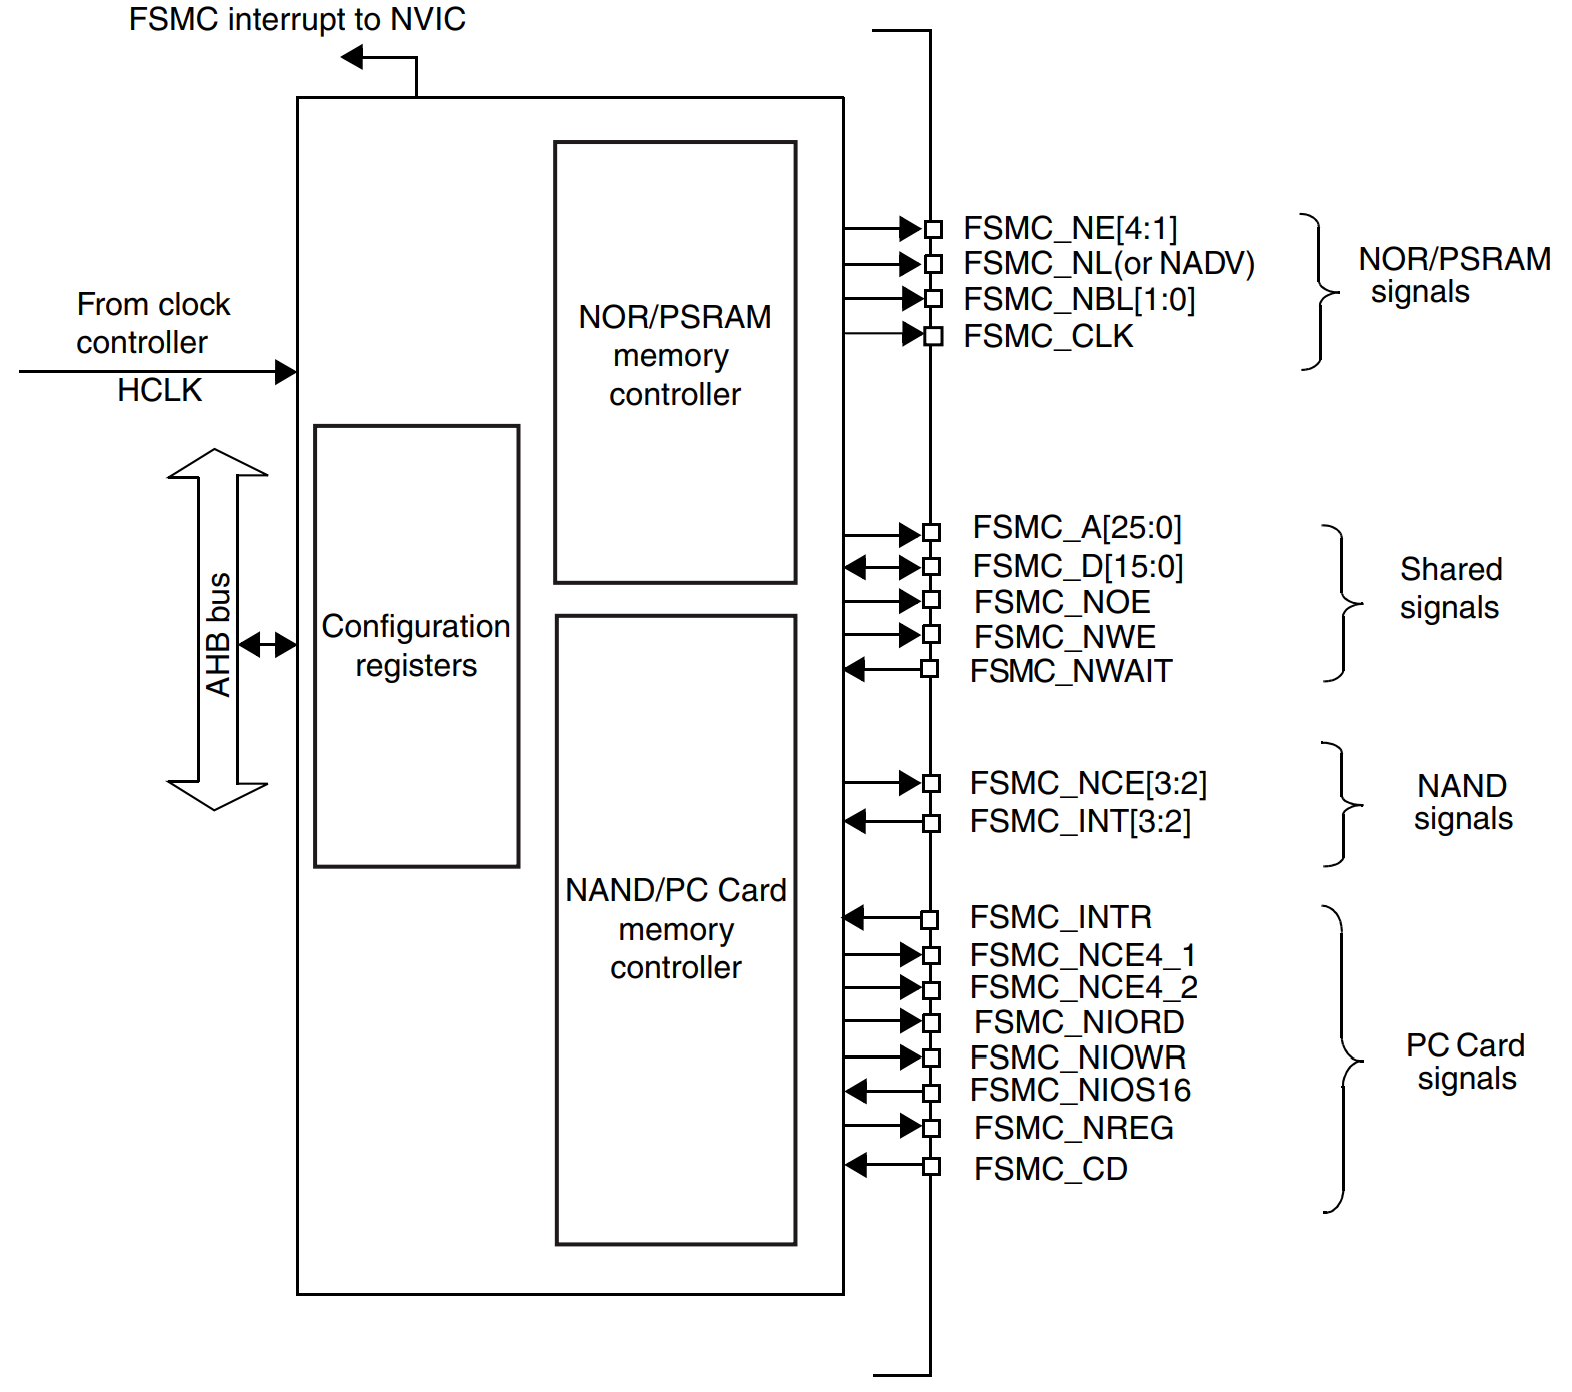 FSMC interrupt to NVIC
From clock
controller
HCLK
AHB bus
Configuration
registers
NOR/PSRAM
memory
controller
NAND/PC Card
memory
controller
FSMC_NE[4:1]
FSMC_NL(or NADV)
FSMC_NBL[1:0]
FSMC_CLK
NOR/PSRAM
signals
FSMC_A[25:0]
FSMC_D[15:0]
FSMC_NOE
FSMC_NWE
FSMC_NWAIT
Shared
signals
FSMC_NCE[3:2]
FSMC_INT[3:2]
NAND
signals
FSMC_INTR
FSMC_NCE4_1
FSMC_NCE4_2
FSMC_NIORD
FSMC_NIOWR
FSMC_NIOS16
FSMC_NREG
FSMC_CD
PC Card
signals